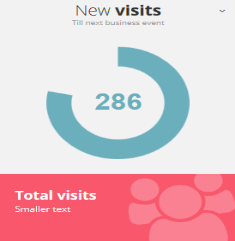 New visits
Till next business event
286
Total visits
Smaller text